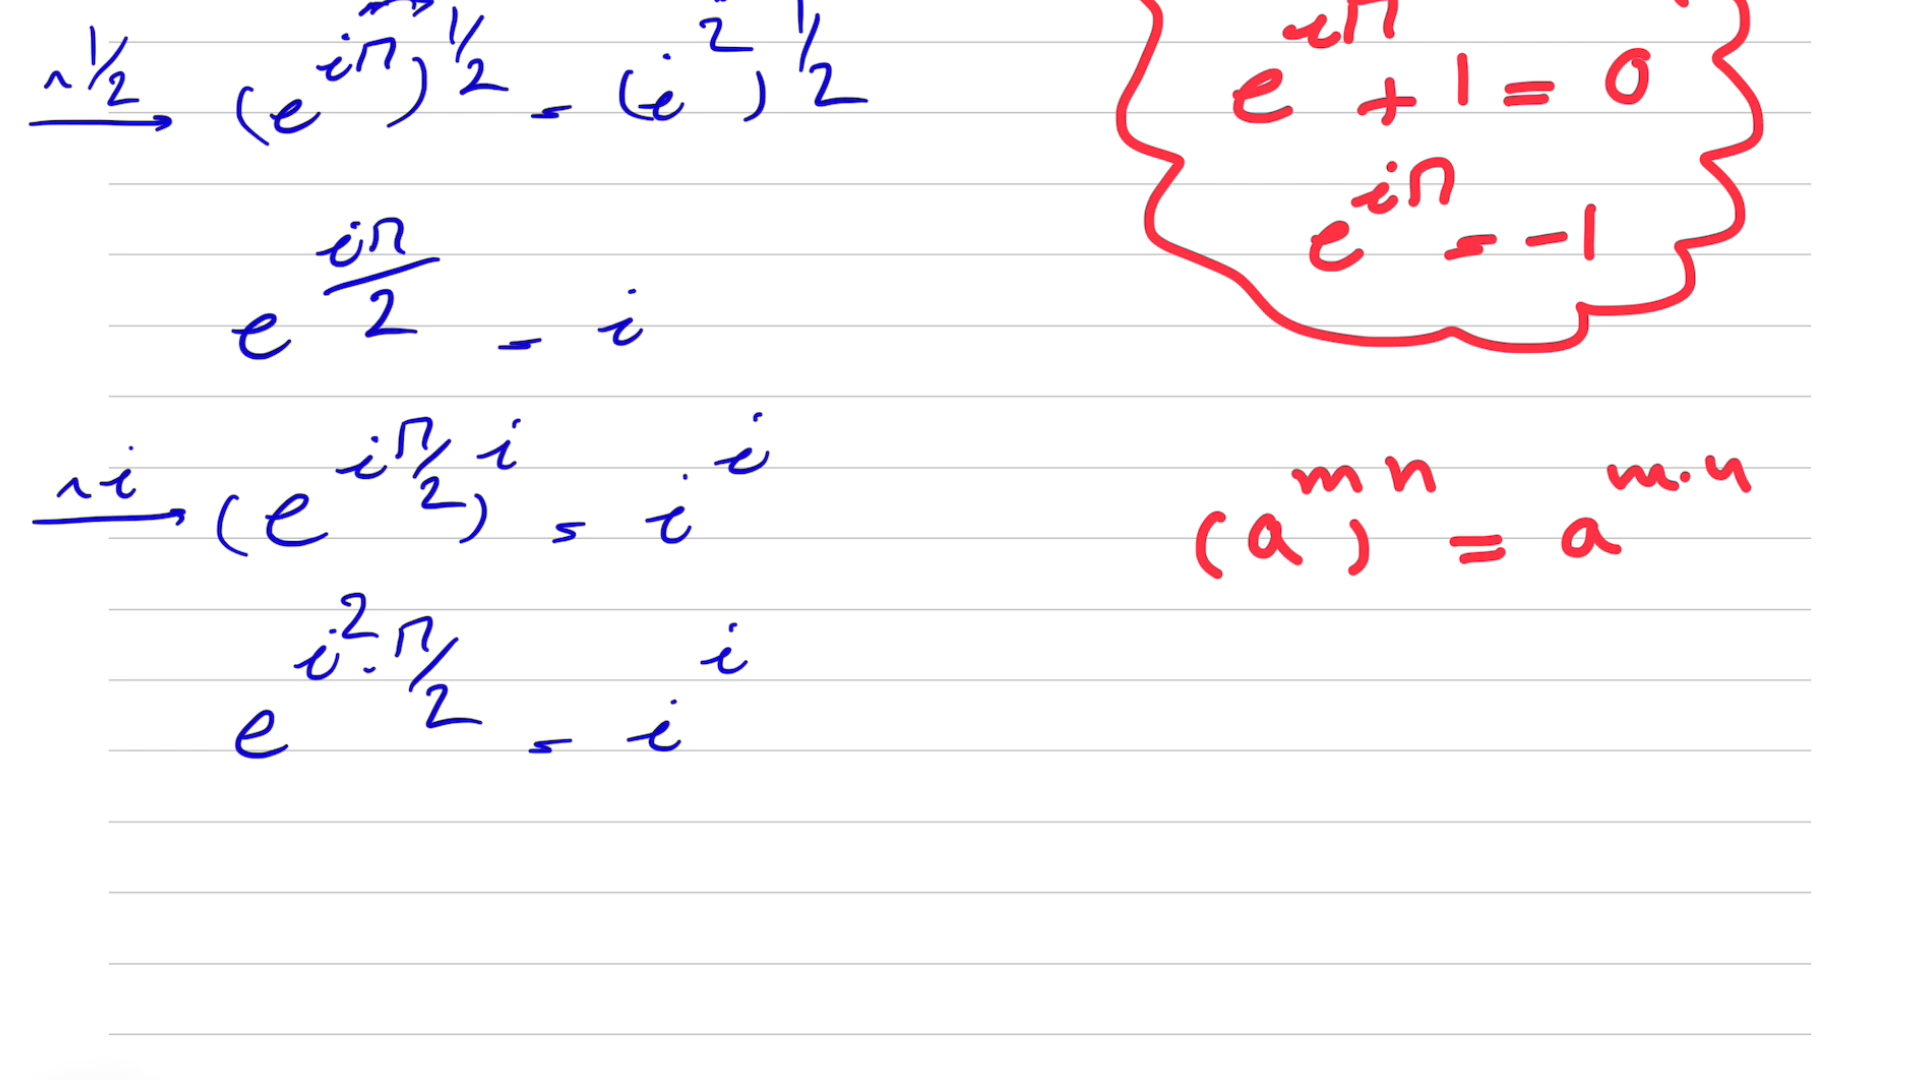 ^1/2 → (e^iπ)^1/2 = (i^2)^1/2
e^iπ/2 = i
^i → (e^iπ/2)^i = i^i
e^i^2·π/2 = i^i
e^iπ + 1 = 0
e^iπ = -1
(a^m)^n = a^m·n